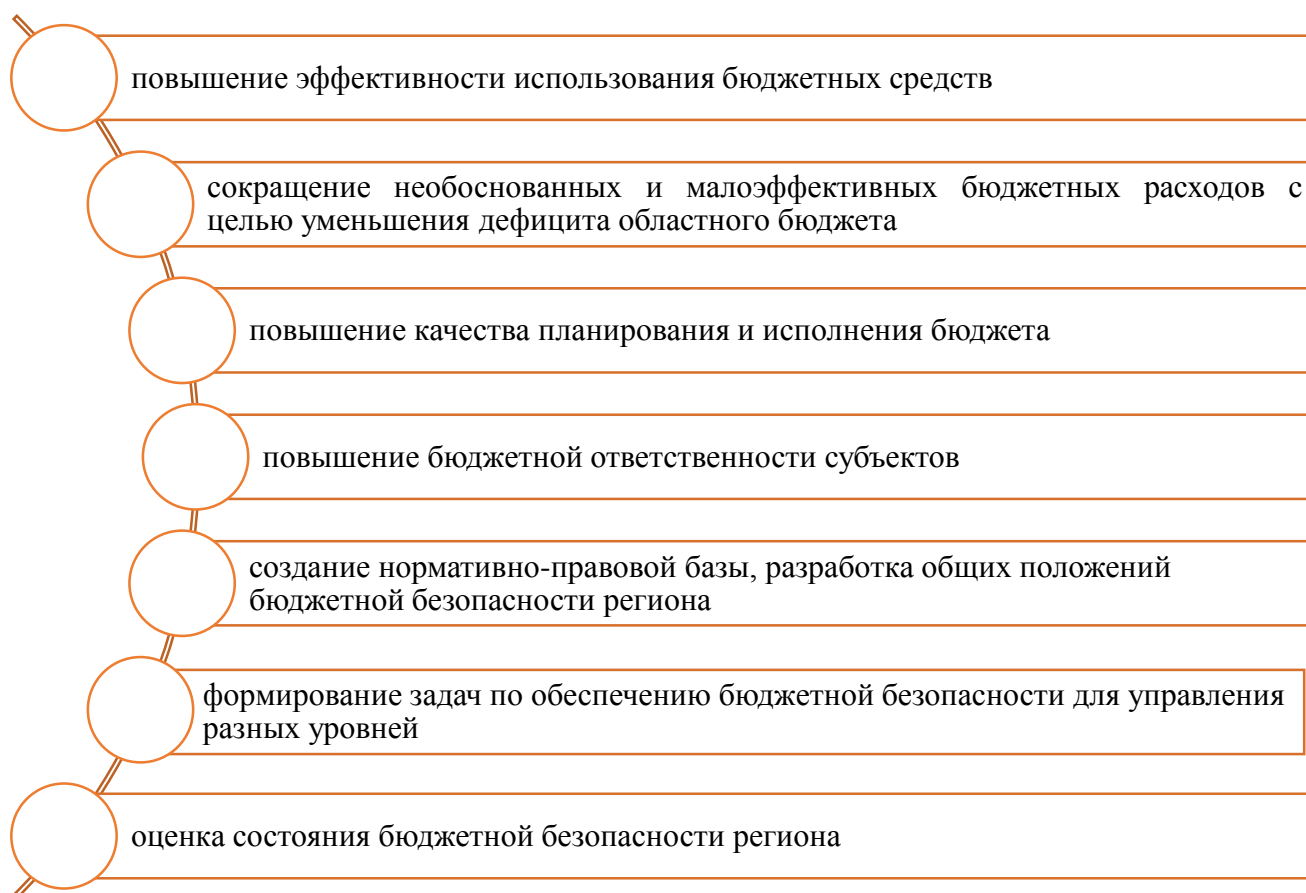 повышение эффективности использования бюджетных средств
сокращение необоснованных и малоэффективных бюджетных расходов с
целью уменьшения дефицита областного бюджета
повышение качества планирования и исполнения бюджета
повышение бюджетной ответственности субъектов
создание нормативно-правовой базы, разработка общих положений
бюджетной безопасности региона
формирование задач по обеспечению бюджетной безопасности для управления
разных уровней
оценка состояния бюджетной безопасности региона